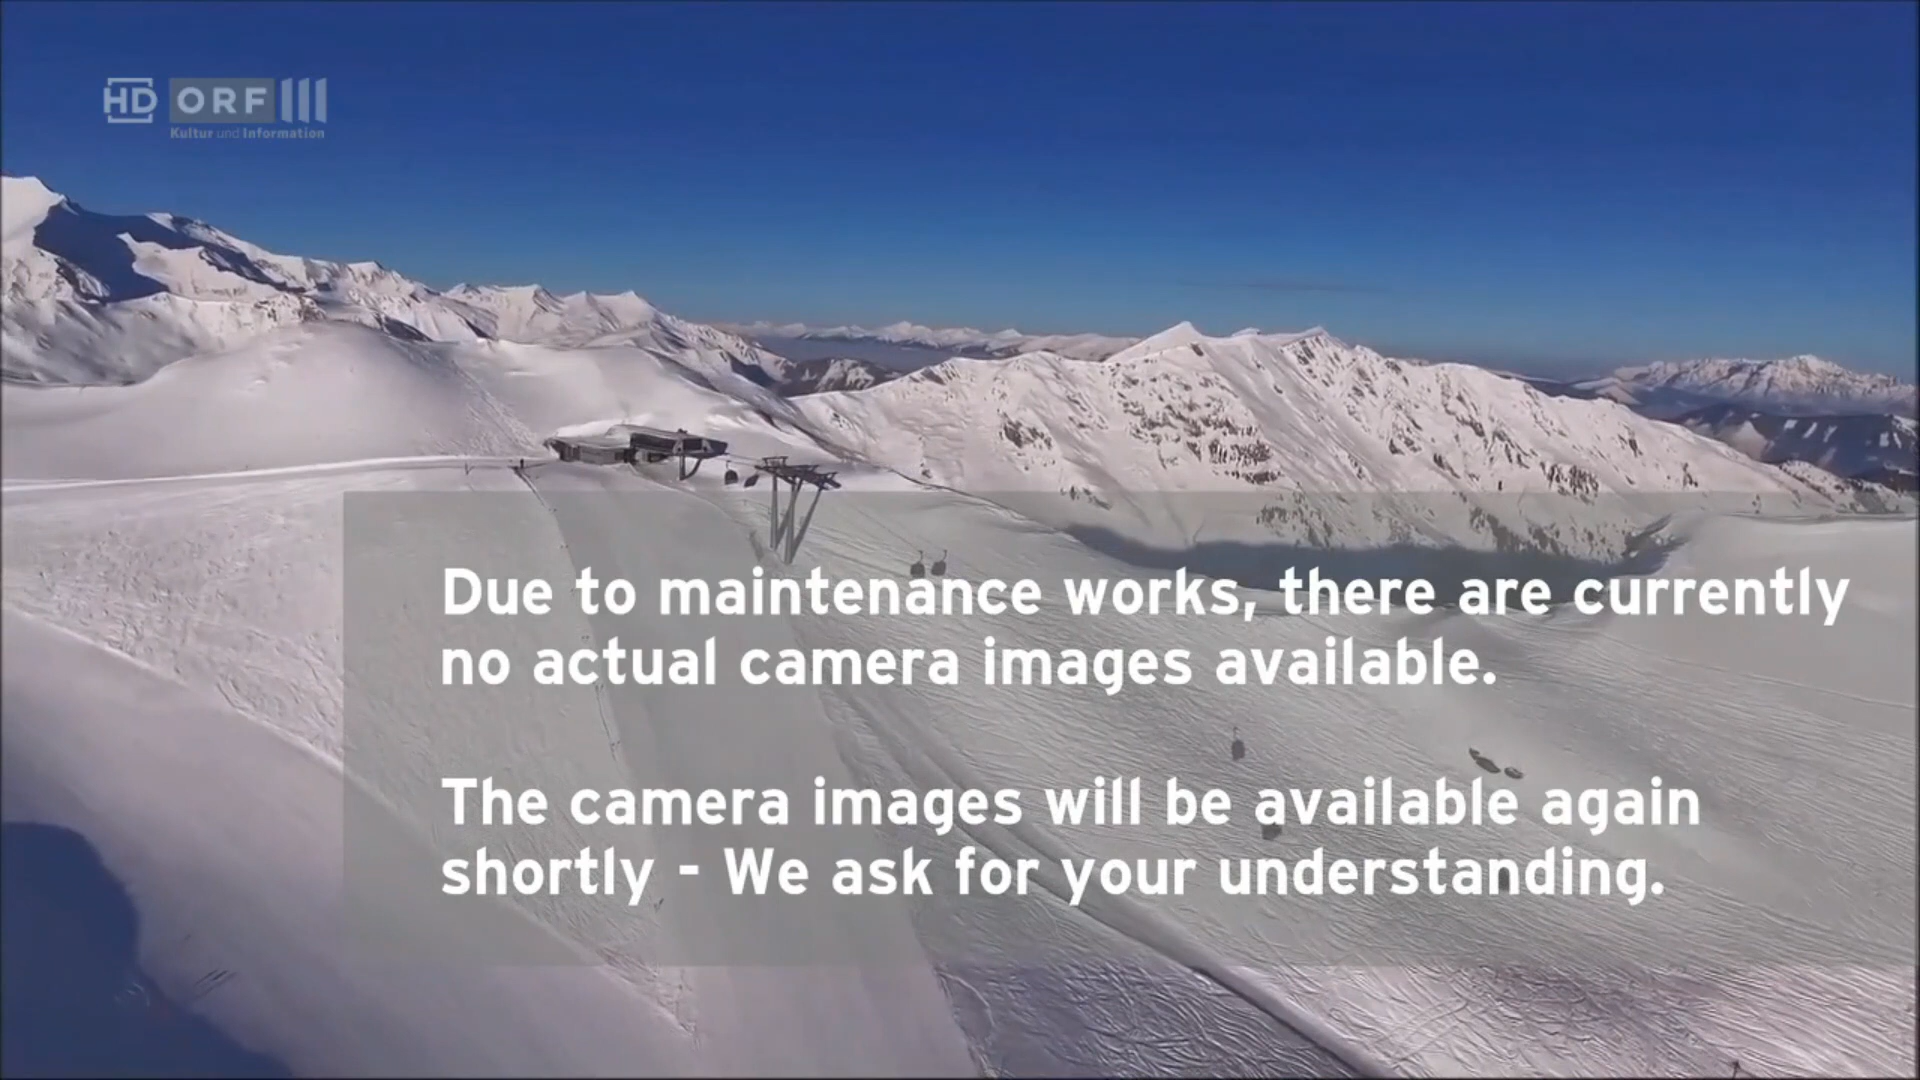 HD ORF III
Kultur und Information
Due to maintenance works, there are currently
no actual camera images available.
The camera images will be available again
shortly - We ask for your understanding.